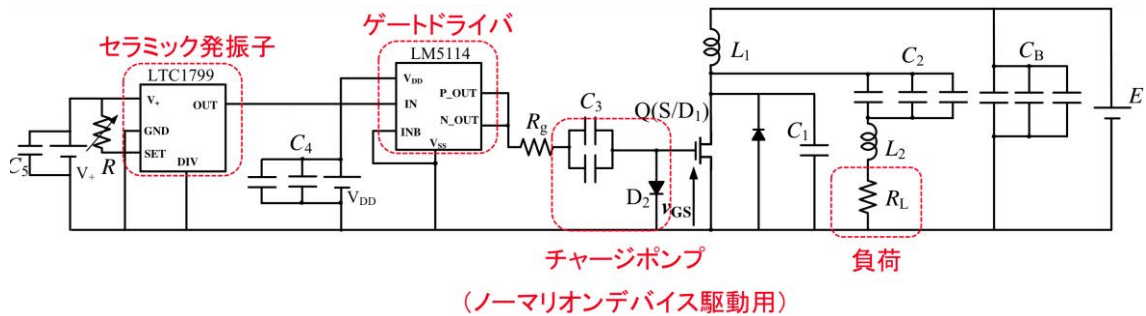 セラミック発振子
LTC1799
V+
OUT
GND
SET
DIV
C5
V+
R
ゲートドライバ
LM5114
VDD
IN
INB
P_OUT
N_OUT
VSS
C4
VDD
Rg
C3
D2
vGS
Q(S/D1)
チャージポンプ
(ノーマリオンデバイス駆動用)
L1
C1
C2
L2
RL
負荷
CB
E